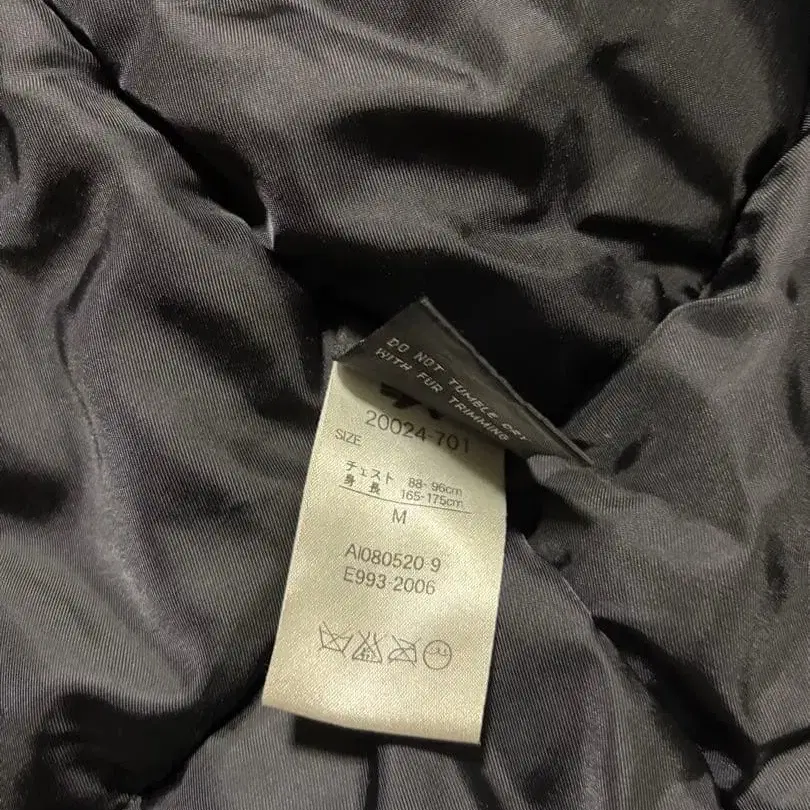 DO NOT TUMBLE DRY
WITH FUR TRIMMING
20024-701
SIZE
チェスト 88-96cm
身長 165-175cm
M
AI080520-9
E993-2006